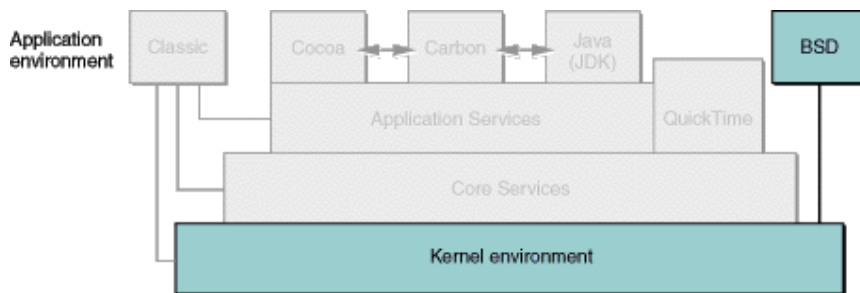 Application
environment
Classic
Cocoa
Carbon
Java
(JDK)
BSD
Application Services
QuickTime
Core Services
Kernel environment